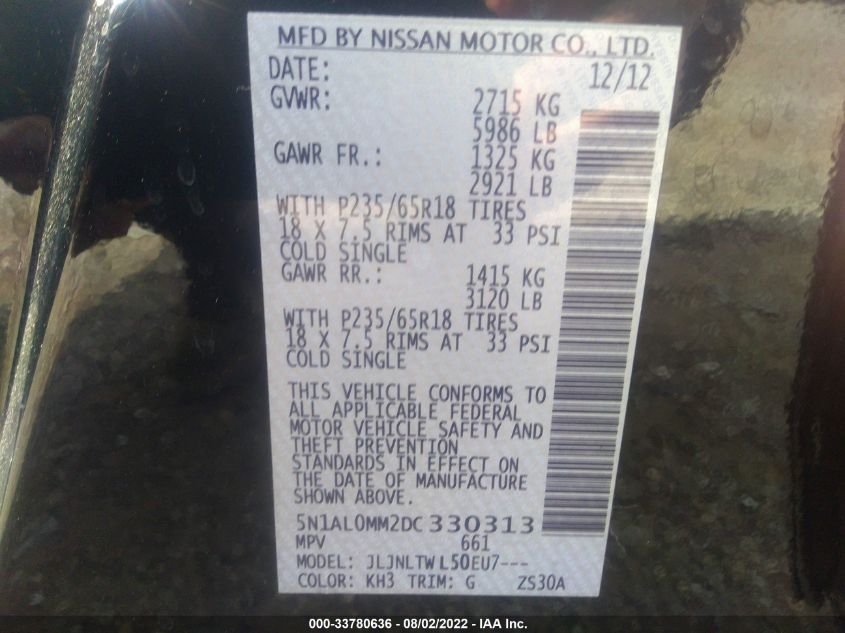 MFD BY NISSAN MOTOR CO., LTD.
DATE: 12/12
GVWR: 2715 KG
5986 LB
GAWR FR.: 1325 KG
2921 LB
WITH P235/65R18 TIRES
18 X 7.5 RIMS AT 33 PSI
COLD SINGLE
GAWR RR.: 1415 KG
3120 LB
WITH P235/65R18 TIRES
18 X 7.5 RIMS AT 33 PSI
COLD SINGLE
THIS VEHICLE CONFORMS TO
ALL APPLICABLE FEDERAL
MOTOR VEHICLE SAFETY AND
THEFT PREVENTION
STANDARDS IN EFFECT ON
THE DATE OF MANUFACTURE
SHOWN ABOVE.
5N1AL0MM2DC 330313
MPV 661
MODEL: JLJNLTWL50EU7---
COLOR: KH3 TRIM: G ZS30A
000-33780636 - 08/02/2022 - IAA Inc.